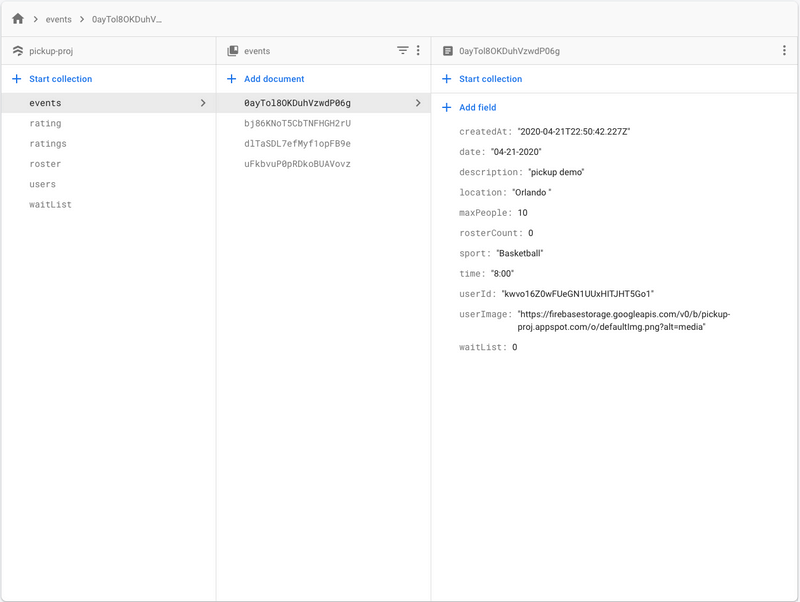 events
0ayTol8OKDuhV...
pickup-proj
Start collection
events
rating
ratings
roster
users
waitList
events
Add document
0ayTol8OKDuhVzwdP06g
bj86KNoT5CbTNFHGH2rU
dlTaSDL7efMyf1opFB9e
uFkbvuP0pRDkoBUAVovz
0ayTol8OKDuhVzwdP06g
Start collection
Add field
createdAt: "2020-04-21T22:50:42.227Z"
date: "04-21-2020"
description: "pickup demo"
location: "Orlando "
maxPeople: 10
rosterCount: 0
sport: "Basketball"
time: "8:00"
userId: "kwvo16Z0wFUeGN1UUxHITJHT5Go1"
userImage: "https://firebasestorage.googleapis.com/v0/b/pickup-
proj.appspot.com/o/defaultImg.png?alt=media"
waitList: 0